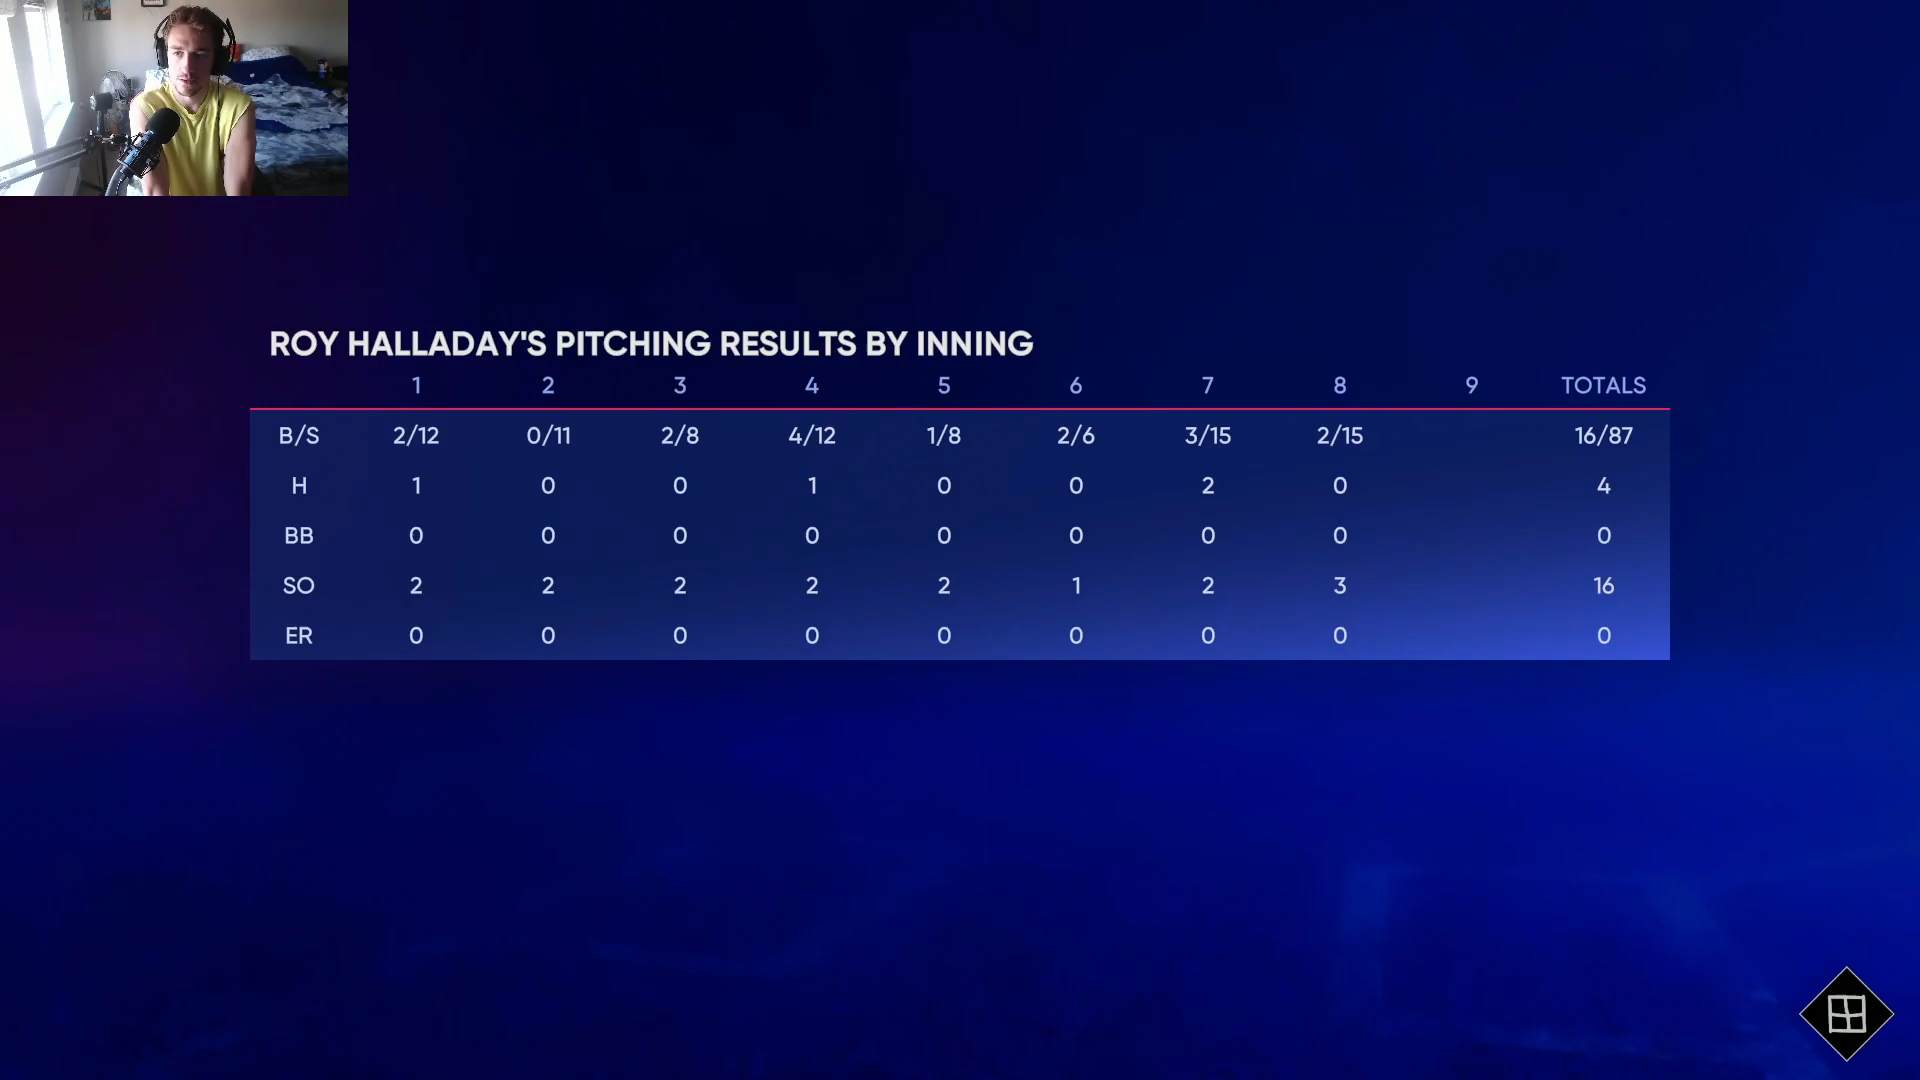 ROY HALLADAY'S PITCHING RESULTS BY INNING
1 2 3 4 5 6 7 8 9 TOTALS
B/S 2/12 0/11 2/8 4/12 1/8 2/6 3/15 2/15 16/87
H 1 0 0 1 0 0 2 0 4
BB 0 0 0 0 0 0 0 0 0
SO 2 2 2 2 2 1 2 3 16
ER 0 0 0 0 0 0 0 0 0